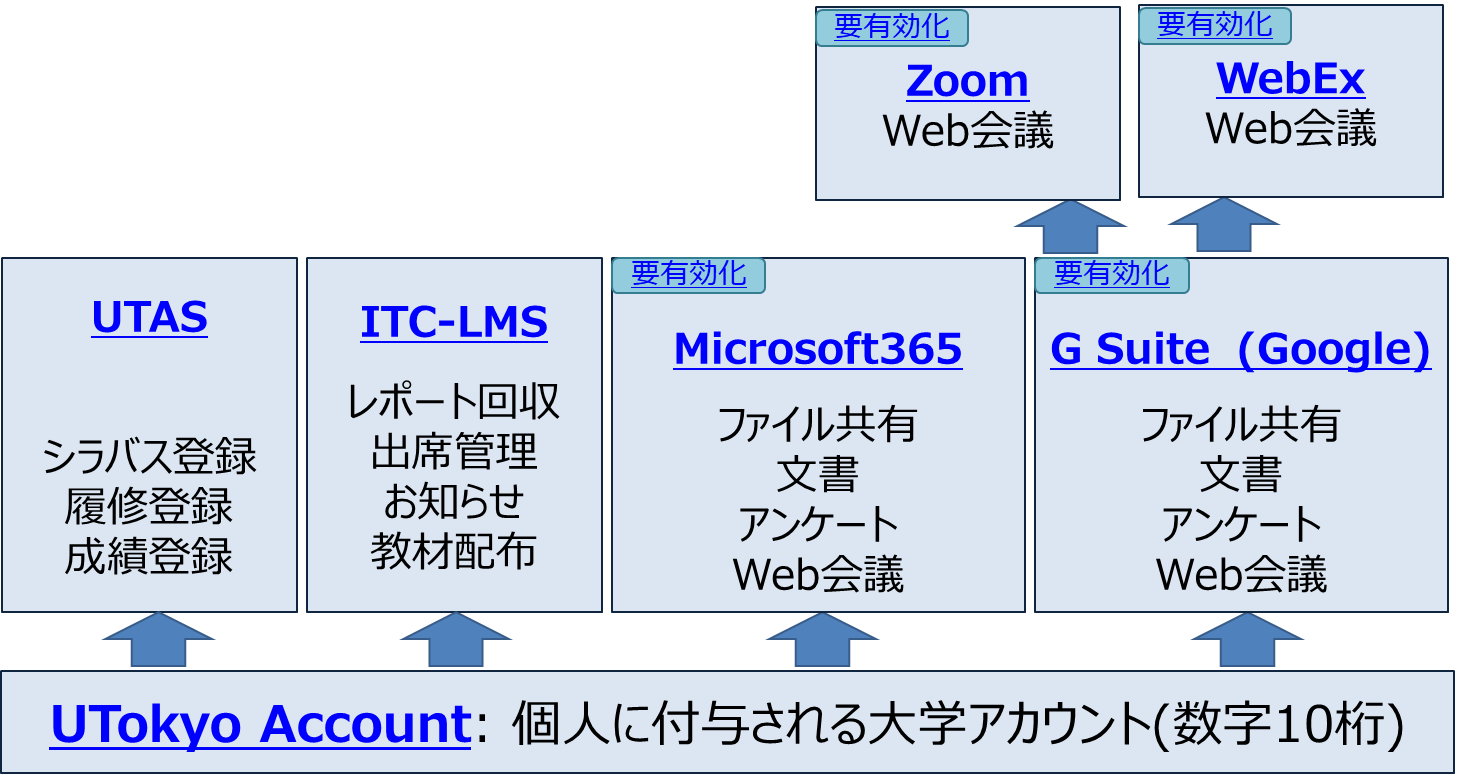 要有効化
Zoom
Web会議
要有効化
WebEx
Web会議
UTAS
シラバス登録
履修登録
成績登録
ITC-LMS
レポート回収
出席管理
お知らせ
教材配布
要有効化
Microsoft365
ファイル共有
文書
アンケート
Web会議
要有効化
G Suite (Google)
ファイル共有
文書
アンケート
Web会議
UTokyo Account: 個人に付与される大学アカウント(数字10桁)